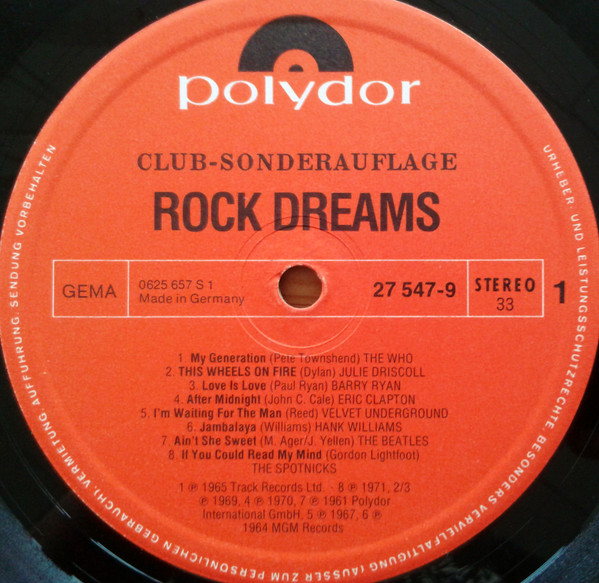 polydor
CLUB-SONDERAUFLAGE
ROCK DREAMS
GEMA
0625 657 S 1
Made in Germany
27 547-9
STEREO
33
1
1 My Generation (Pete Townshend) THE WHO
2. THIS WHEELS ON FIRE (Dylan) JULIE DRISCOLL
3. Love Is Love (Paul Ryan) BARRY RYAN
4. After Midnight (John C. Cale) ERIC CLAPTON
5. I'm Waiting For The Man (Reed) VELVET UNDERGROUND
6. Jambalaya (Williams) HANK WILLIAMS
7. Ain't She Sweet (M. Ager/J. Yellen) THE BEATLES
8. If You Could Read My Mind (Gordon Lightfoot)
THE SPOTNICKS
1 ℗ 1965 Track Records Ltd. · 8 ℗ 1971, 2/3
℗ 1969, 4 ℗ 1970, 7 ℗ 1961 Polydor
International GmbH, 5 ℗ 1967, 6 ℗
1964 MGM Records
URHEBER- UND LEISTUNGSSCHUTZRECHTE, BESONDERS VERVIELFÄLTIGUNG (AUSSER ZUM PERSÖNLICHEN GEBRAUCH), VERMIETUNG AUFFÜHRUNG, SENDUNG VORBEHALTEN